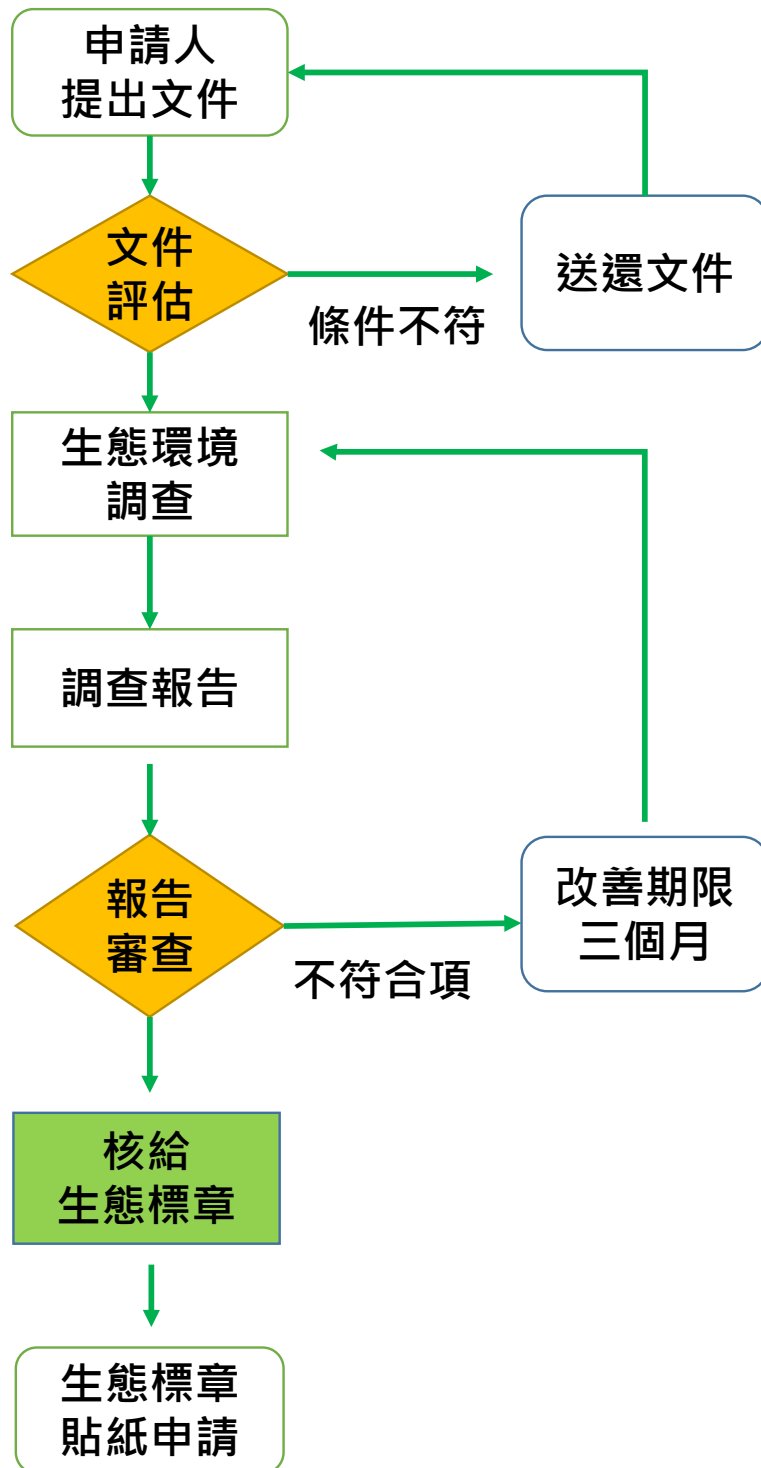 申請人
提出文件
文件
評估
條件不符
送還文件
生態環境
調查
調查報告
報告
審查
不符合項
改善期限
三個月
核給
生態標章
生態標章
貼紙申請